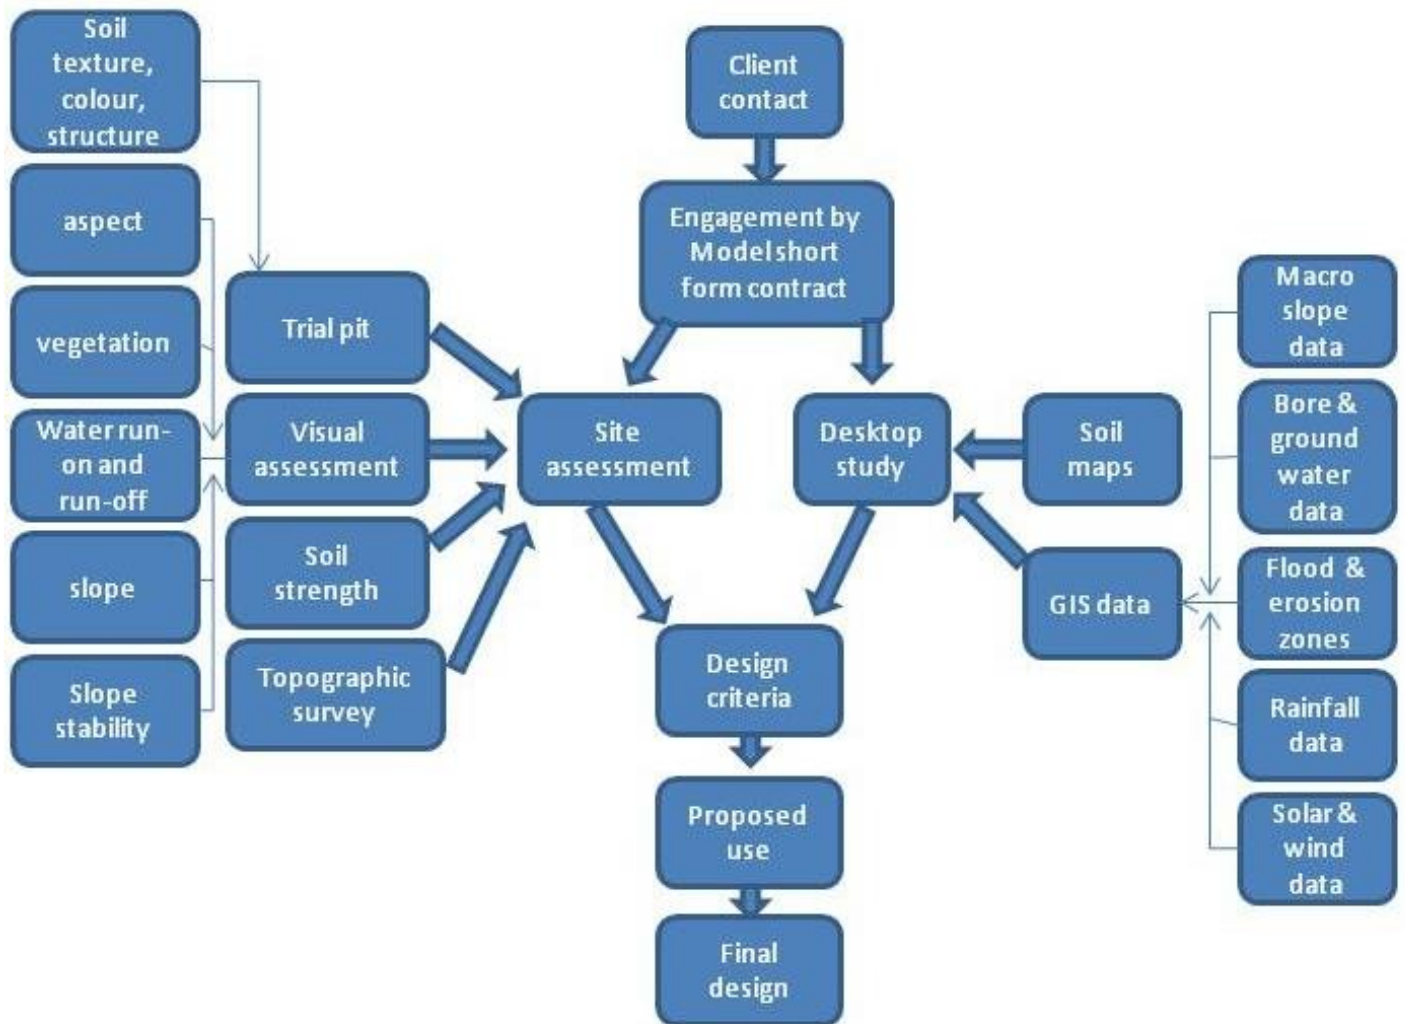 Soil
texture,
colour,
structure
aspect
vegetation
Water run-
on and
run-off
slope
Slope
stability
Trial pit
Visual
assessment
Soil
strength
Topographic
survey
Client
contact
Engagement by
Model short
form contract
Site
assessment
Desktop
study
Design
criteria
Proposed
use
Final
design
Soil
maps
GIS data
Macro
slope
data
Bore &
ground
water
data
Flood &
erosion
zones
Rainfall
data
Solar &
wind
data